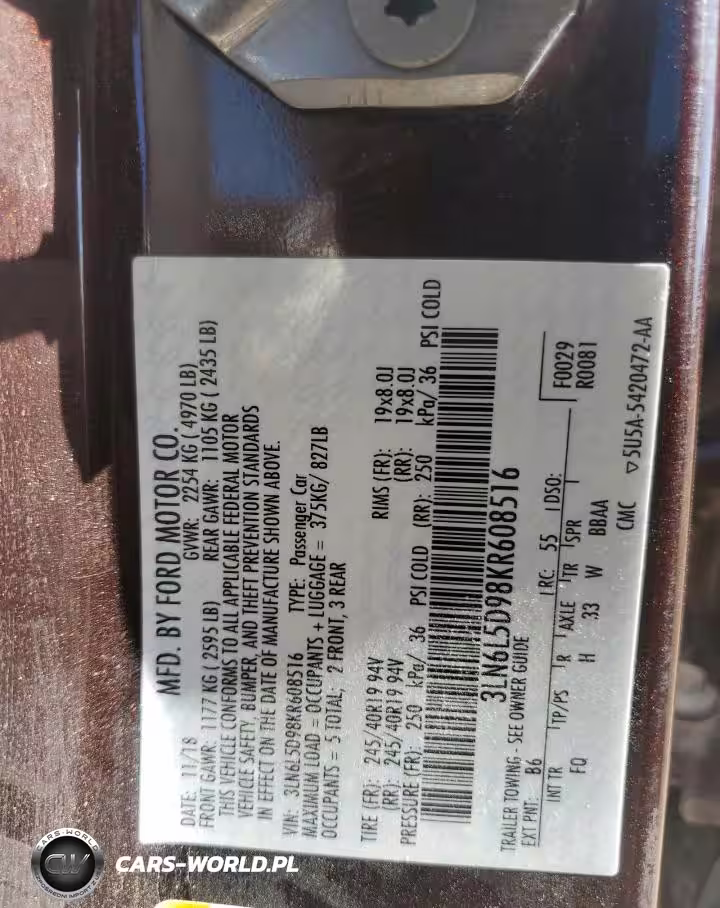 MFD. BY FORD MOTOR CO.
DATE: 11/18 GVWR: 2254 KG ( 4970 LB)
FRONT GAWR: 1177 KG ( 2595 LB) REAR GAWR: 1105 KG ( 2435 LB)
THIS VEHICLE CONFORMS TO ALL APPLICABLE FEDERAL MOTOR
VEHICLE SAFETY, BUMPER, AND THEFT PREVENTION STANDARDS
IN EFFECT ON THE DATE OF MANUFACTURE SHOWN ABOVE.
VIN: 3LN6L5D98KR608516 TYPE: Passenger Car
MAXIMUM LOAD = OCCUPANTS + LUGGAGE = 375KG/ 827LB
OCCUPANTS = 5 TOTAL; 2 FRONT, 3 REAR
TIRE (FR): 245/40R19 94V RIMS (FR): 19x8.0J
(RR): 245/40R19 94V (RR): 19x8.0J
PRESSURE (FR): 250 kPa/ 36 PSI COLD (RR): 250 kPa/ 36 PSI COLD
3LN6L5D98KR608516
TRAILER TOWING - SEE OWNER GUIDE
EXT PNT: B6 RC: 55 DSO: F0029
INT TR TP/PS R AXLE TR SPR R0081
FQ H 33 W BBAA
CMC ▽5U5A-5420472-AA
CARS-WORLD
CW
CARS-WORLD.PL